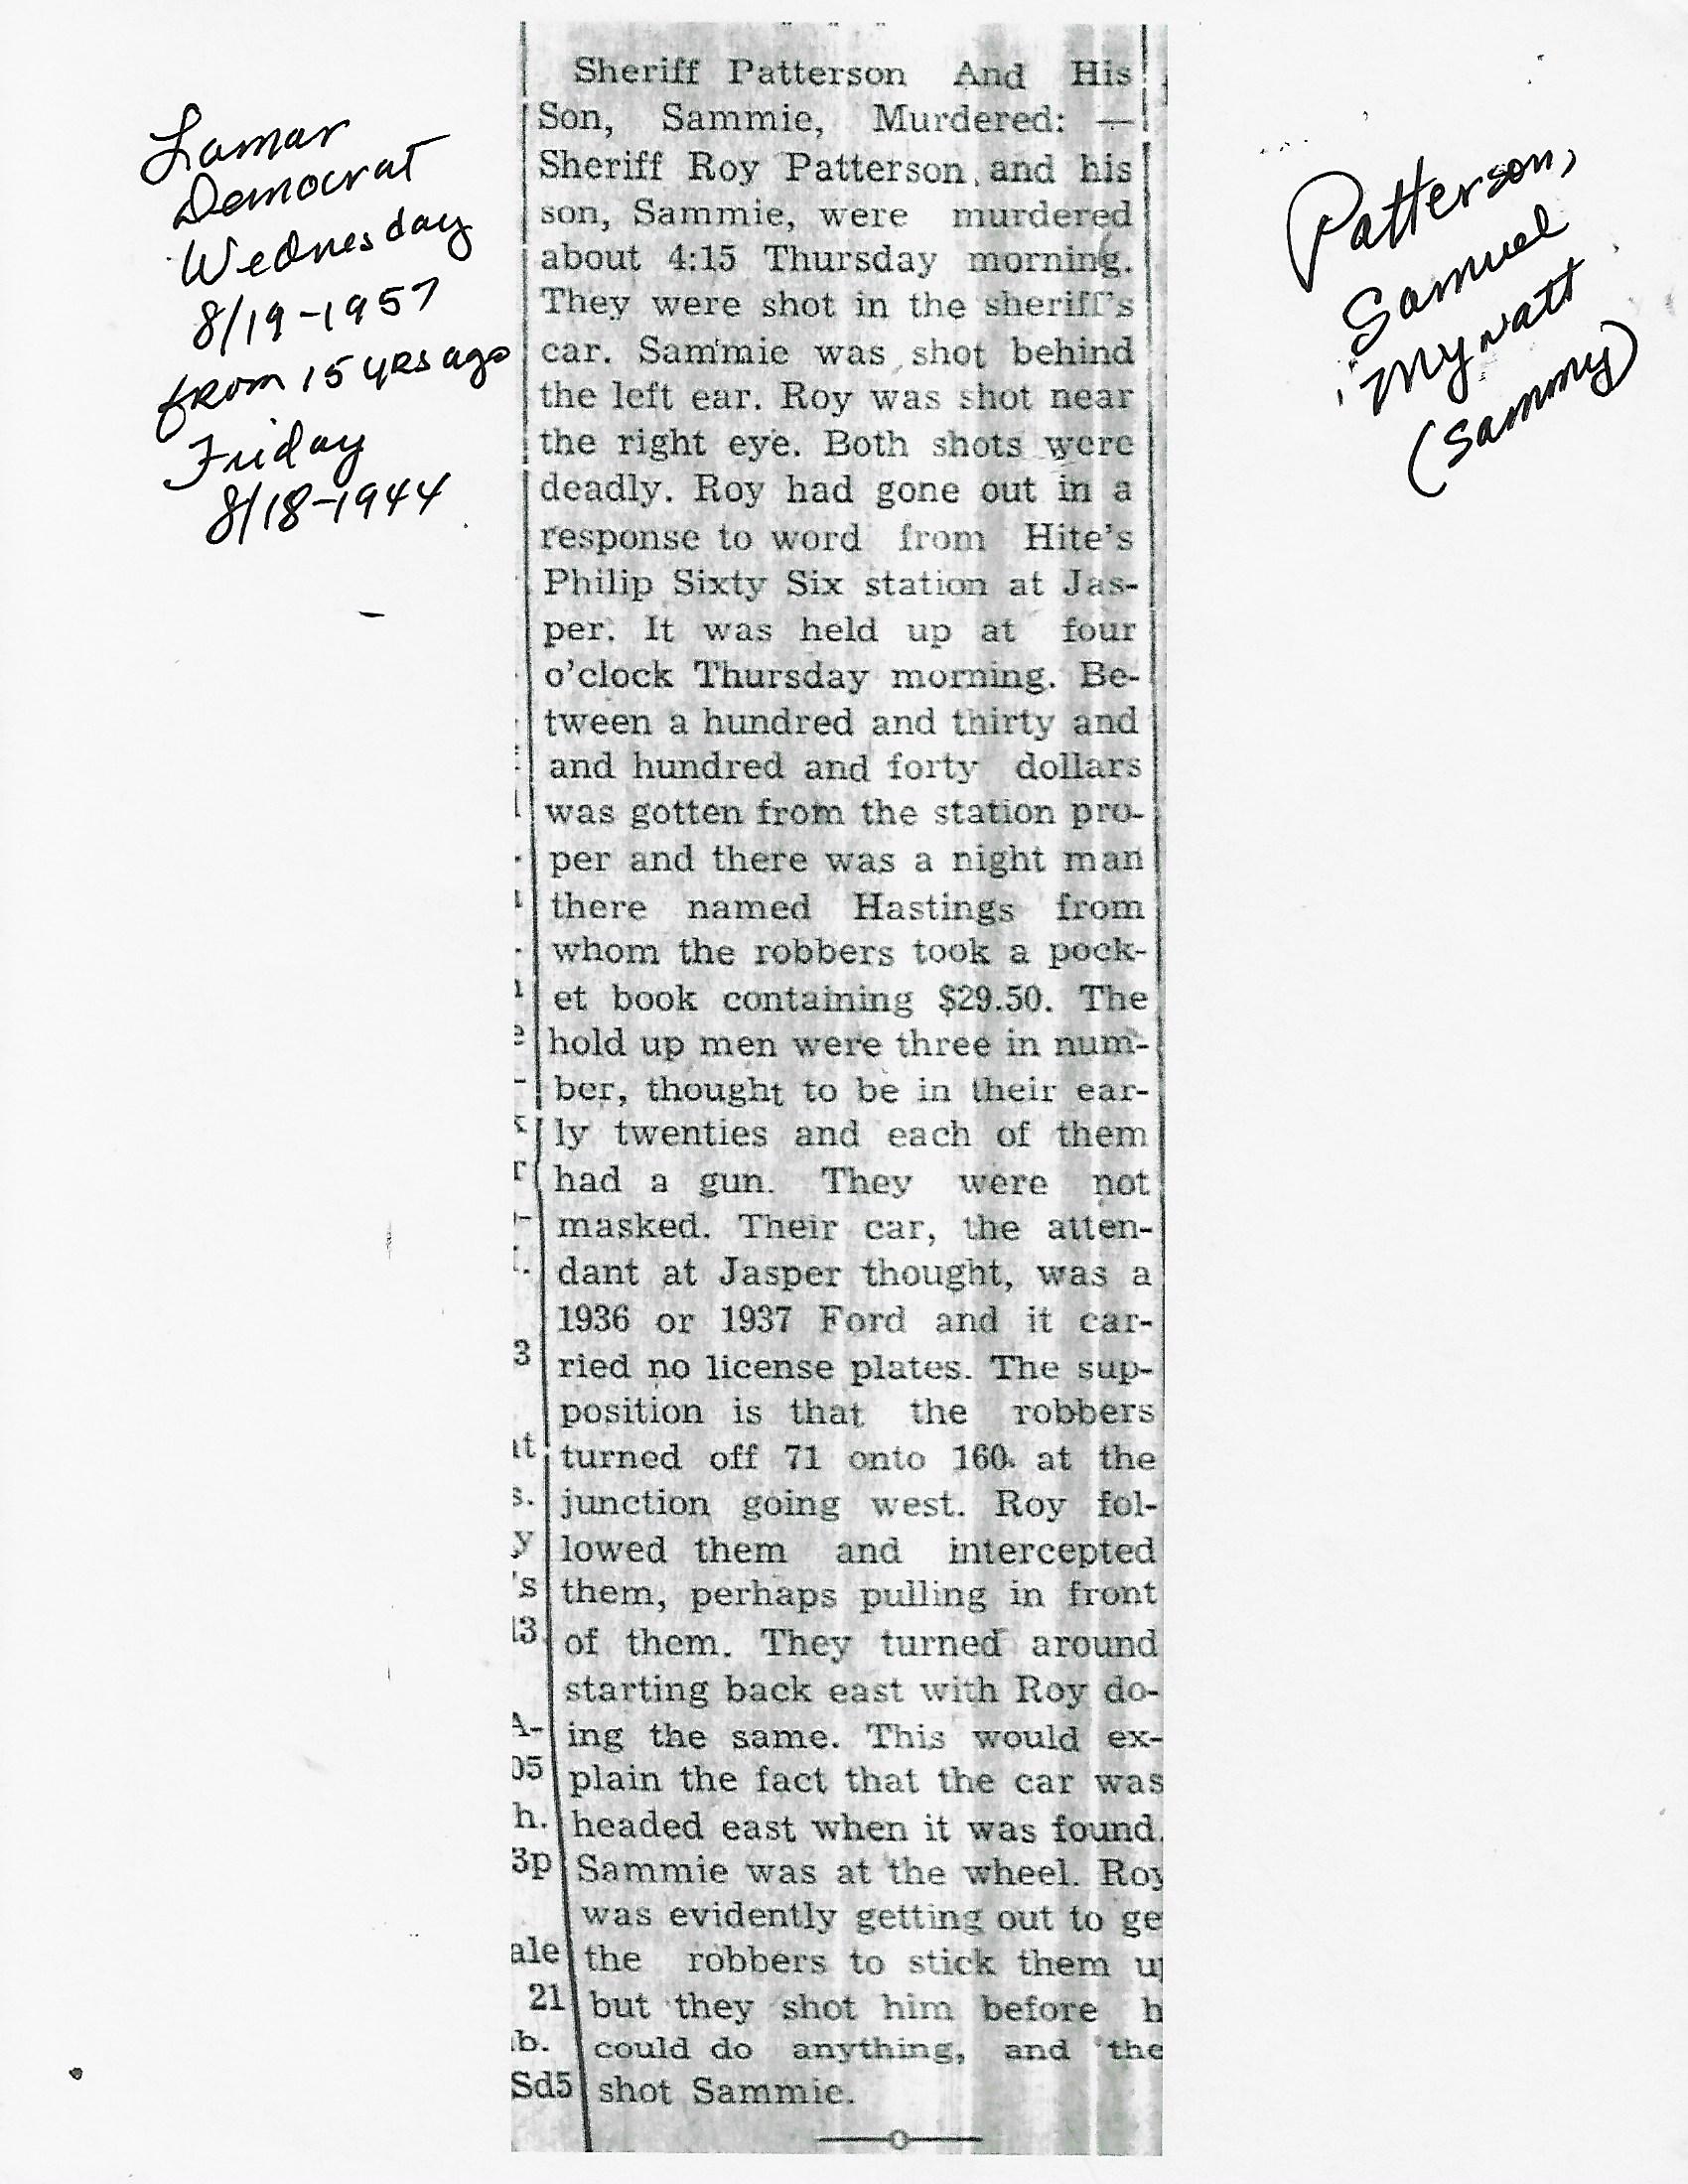 Lamar
Democrat
Wednesday
8/19-1957
from 15 yrs ago
Friday
8/18-1944
Patterson,
Samuel
Mynatt
(Sammy)
Sheriff Patterson And His
Son, Sammie, Murdered: —
Sheriff Roy Patterson and his
son, Sammie, were murdered
about 4:15 Thursday morning.
They were shot in the sheriff's
car. Sammie was shot behind
the left ear. Roy was shot near
the right eye. Both shots were
deadly. Roy had gone out in a
response to word from Hite's
Philip Sixty Six station at Jas-
per. It was held up at four
o'clock Thursday morning. Be-
tween a hundred and thirty and
and hundred and forty dollars
was gotten from the station pro-
per and there was a night man
there named Hastings from
whom the robbers took a pock-
et book containing $29.50. The
hold up men were three in num-
ber, thought to be in their ear-
ly twenties and each of them
had a gun. They were not
masked. Their car, the atten-
dant at Jasper thought, was a
1936 or 1937 Ford and it car-
ried no license plates. The sup-
position is that the robbers
turned off 71 onto 160 at the
junction going west. Roy fol-
lowed them and intercepted
them, perhaps pulling in front
of them. They turned around
starting back east with Roy do-
ing the same. This would ex-
plain the fact that the car was
headed east when it was found.
Sammie was at the wheel. Roy
was evidently getting out to ge
the robbers to stick them u
but they shot him before h
could do anything, and the
shot Sammie.